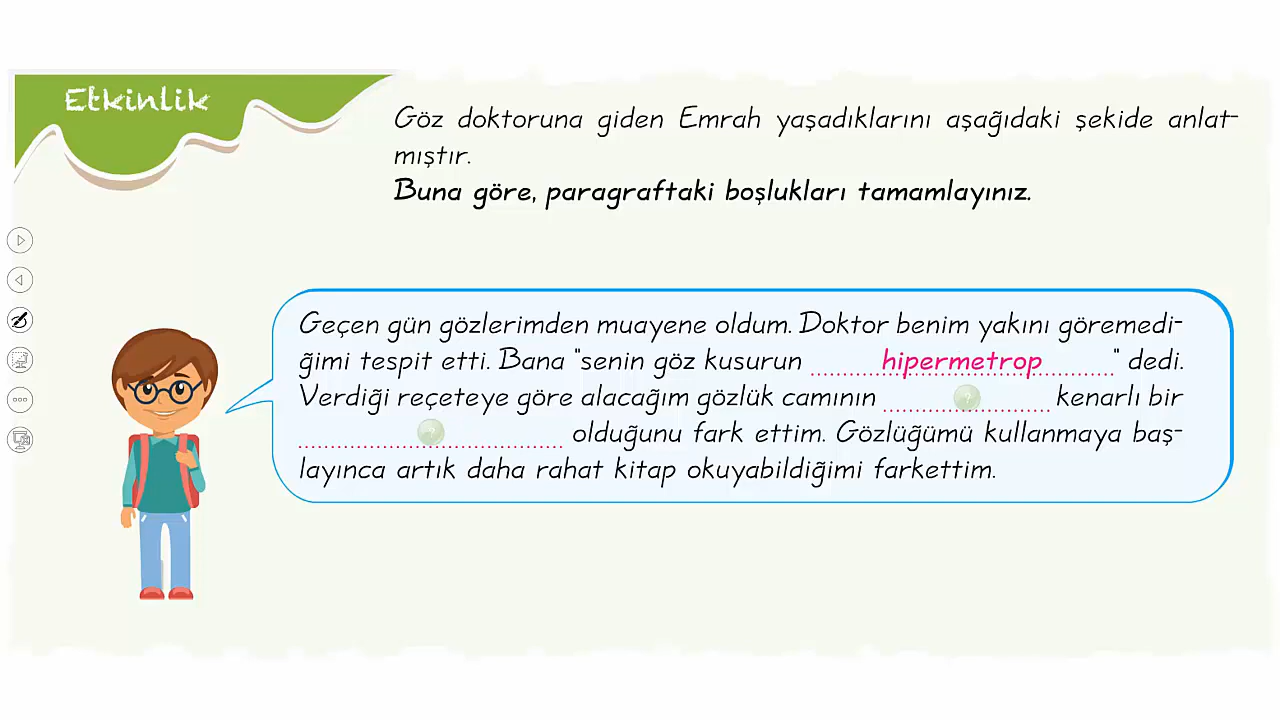 Etkinlik
Göz doktoruna giden Emrah yaşadıklarını aşağıdaki şekide anlat-
mıştır.
Buna göre, paragraftaki boşlukları tamamlayınız.
Geçen gün gözlerimden muayene oldum. Doktor benim yakını göremedi-
ğimi tespit etti. Bana "senin göz kusurun ........ hipermetrop ........" dedi.
Verdiği reçeteye göre alacağım gözlük camının ........ ? ........ kenarlı bir
........ ? ........ olduğunu fark ettim. Gözlüğümü kullanmaya baş-
layınca artık daha rahat kitap okuyabildiğimi farkettim.